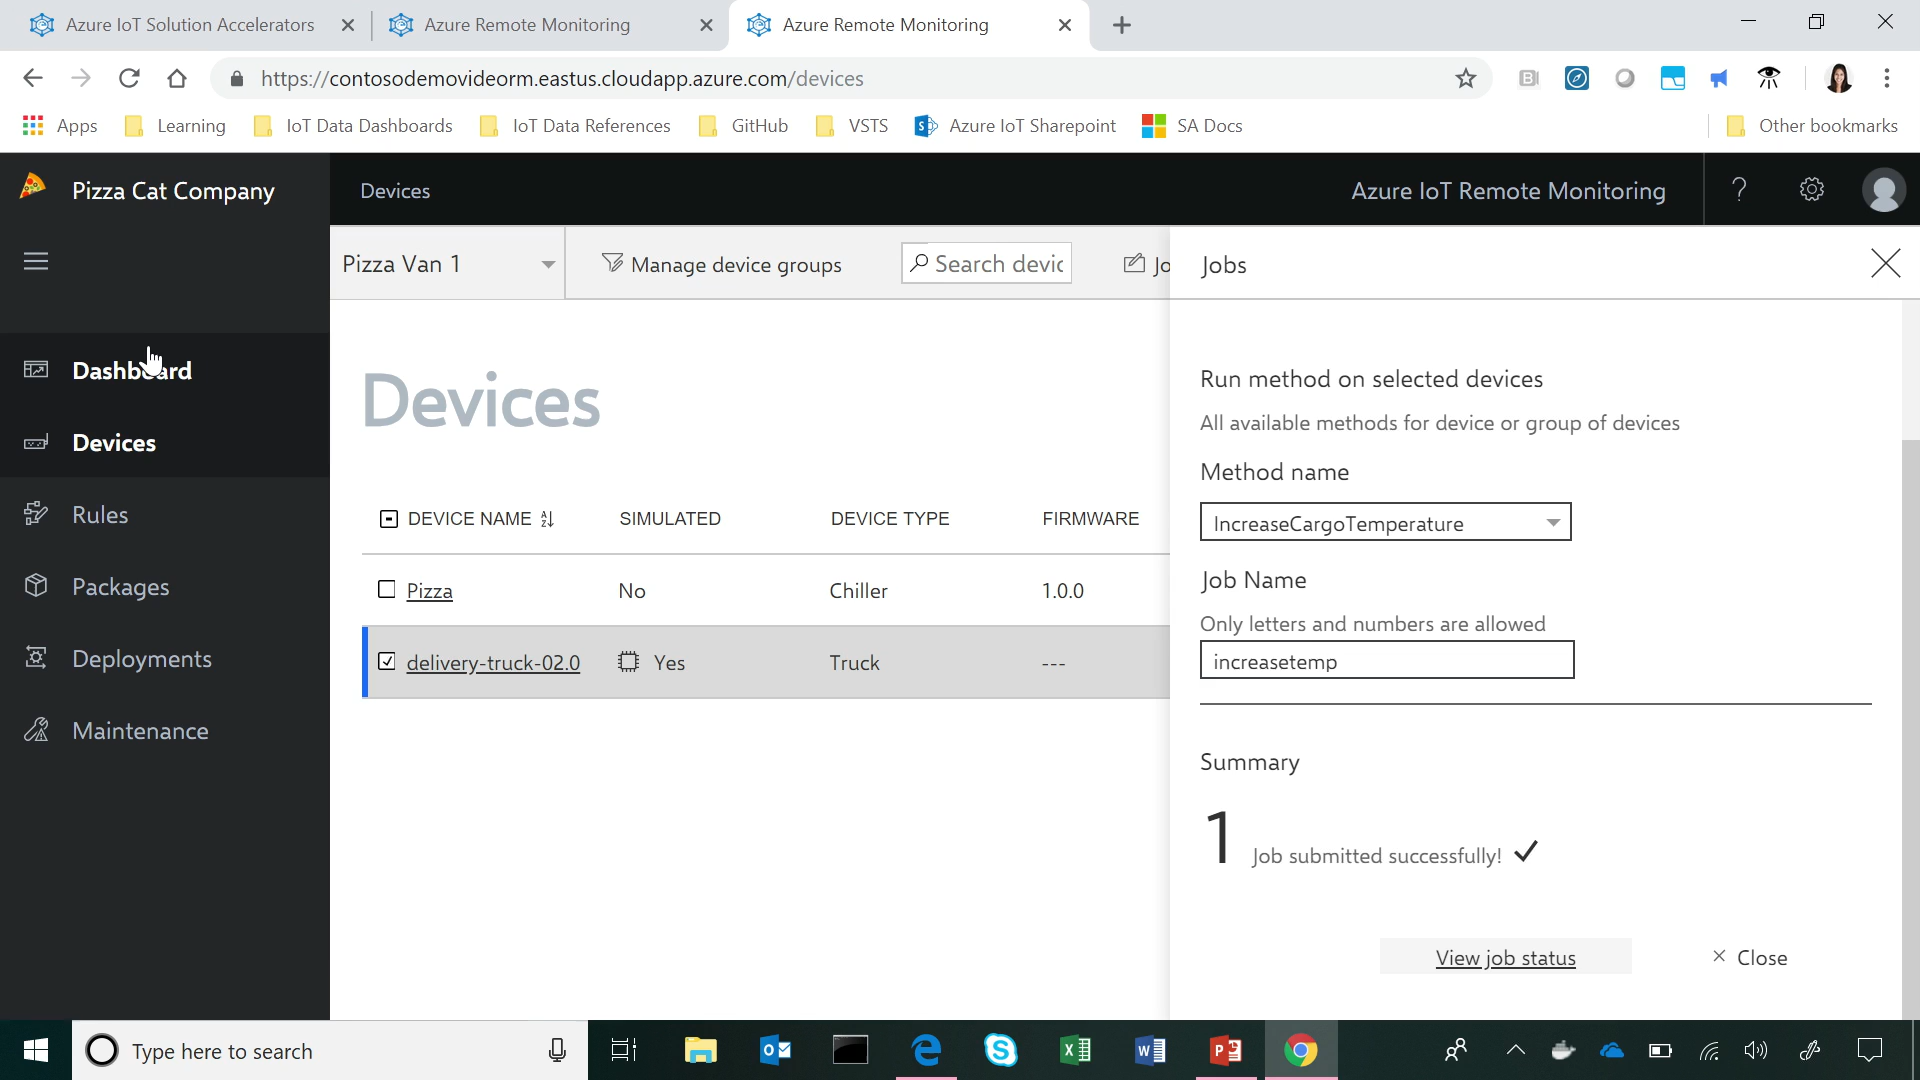 Azure IoT Solution Accelerators
Azure Remote Monitoring
Azure Remote Monitoring
https://contosodemovideorm.eastus.cloudapp.azure.com/devices
Apps
Learning
IoT Data Dashboards
IoT Data References
GitHub
VSTS
Azure IoT Sharepoint
SA Docs
Other bookmarks
Pizza Cat Company
Devices
Azure IoT Remote Monitoring
Pizza Van 1
Manage device groups
Search devic
Jo
Jobs
Dashboard
Devices
Rules
Packages
Deployments
Maintenance
Devices
DEVICE NAME SIMULATED DEVICE TYPE FIRMWARE
Pizza No Chiller 1.0.0
delivery-truck-02.0 Yes Truck ---
Run method on selected devices
All available methods for device or group of devices
Method name
IncreaseCargoTemperature
Job Name
Only letters and numbers are allowed
increasetemp
Summary
1 Job submitted successfully!
View job status
Close
Type here to search